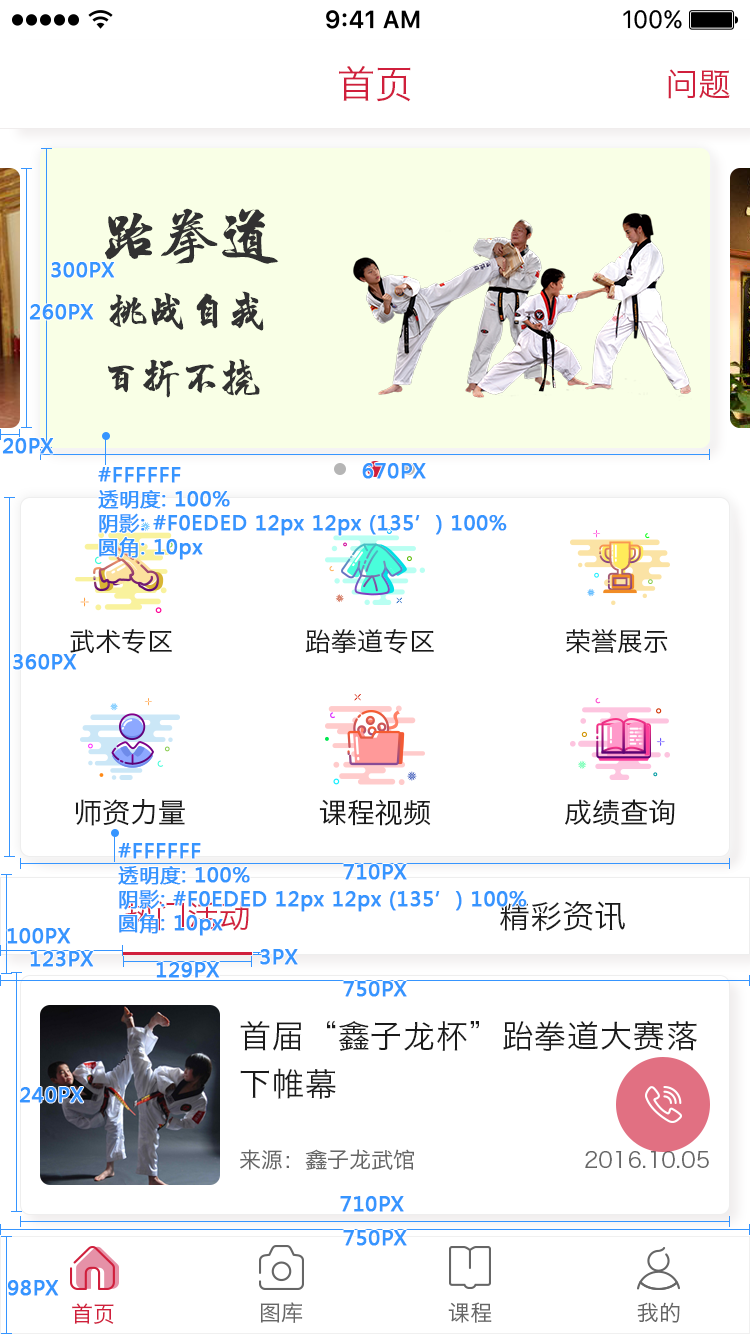 9:41 AM
100%
首页
问题
跆拳道
300PX
260PX
挑战自我
百折不挠
20PX
670PX
#FFFFFF
透明度: 100%
阴影: #F0EDED 12px 12px (135′) 100%
圆角: 10px
武术专区
跆拳道专区
荣誉展示
360PX
师资力量
课程视频
成绩查询
#FFFFFF
透明度: 100%
710PX
阴影: #F0EDED 12px 12px (135′) 100%
圆角: 10px
热门活动
精彩资讯
100PX
123PX
129PX
3PX
750PX
首届“鑫子龙杯”跆拳道大赛落
下帷幕
240PX
来源：鑫子龙武馆
2016.10.05
710PX
750PX
98PX
首页
图库
课程
我的